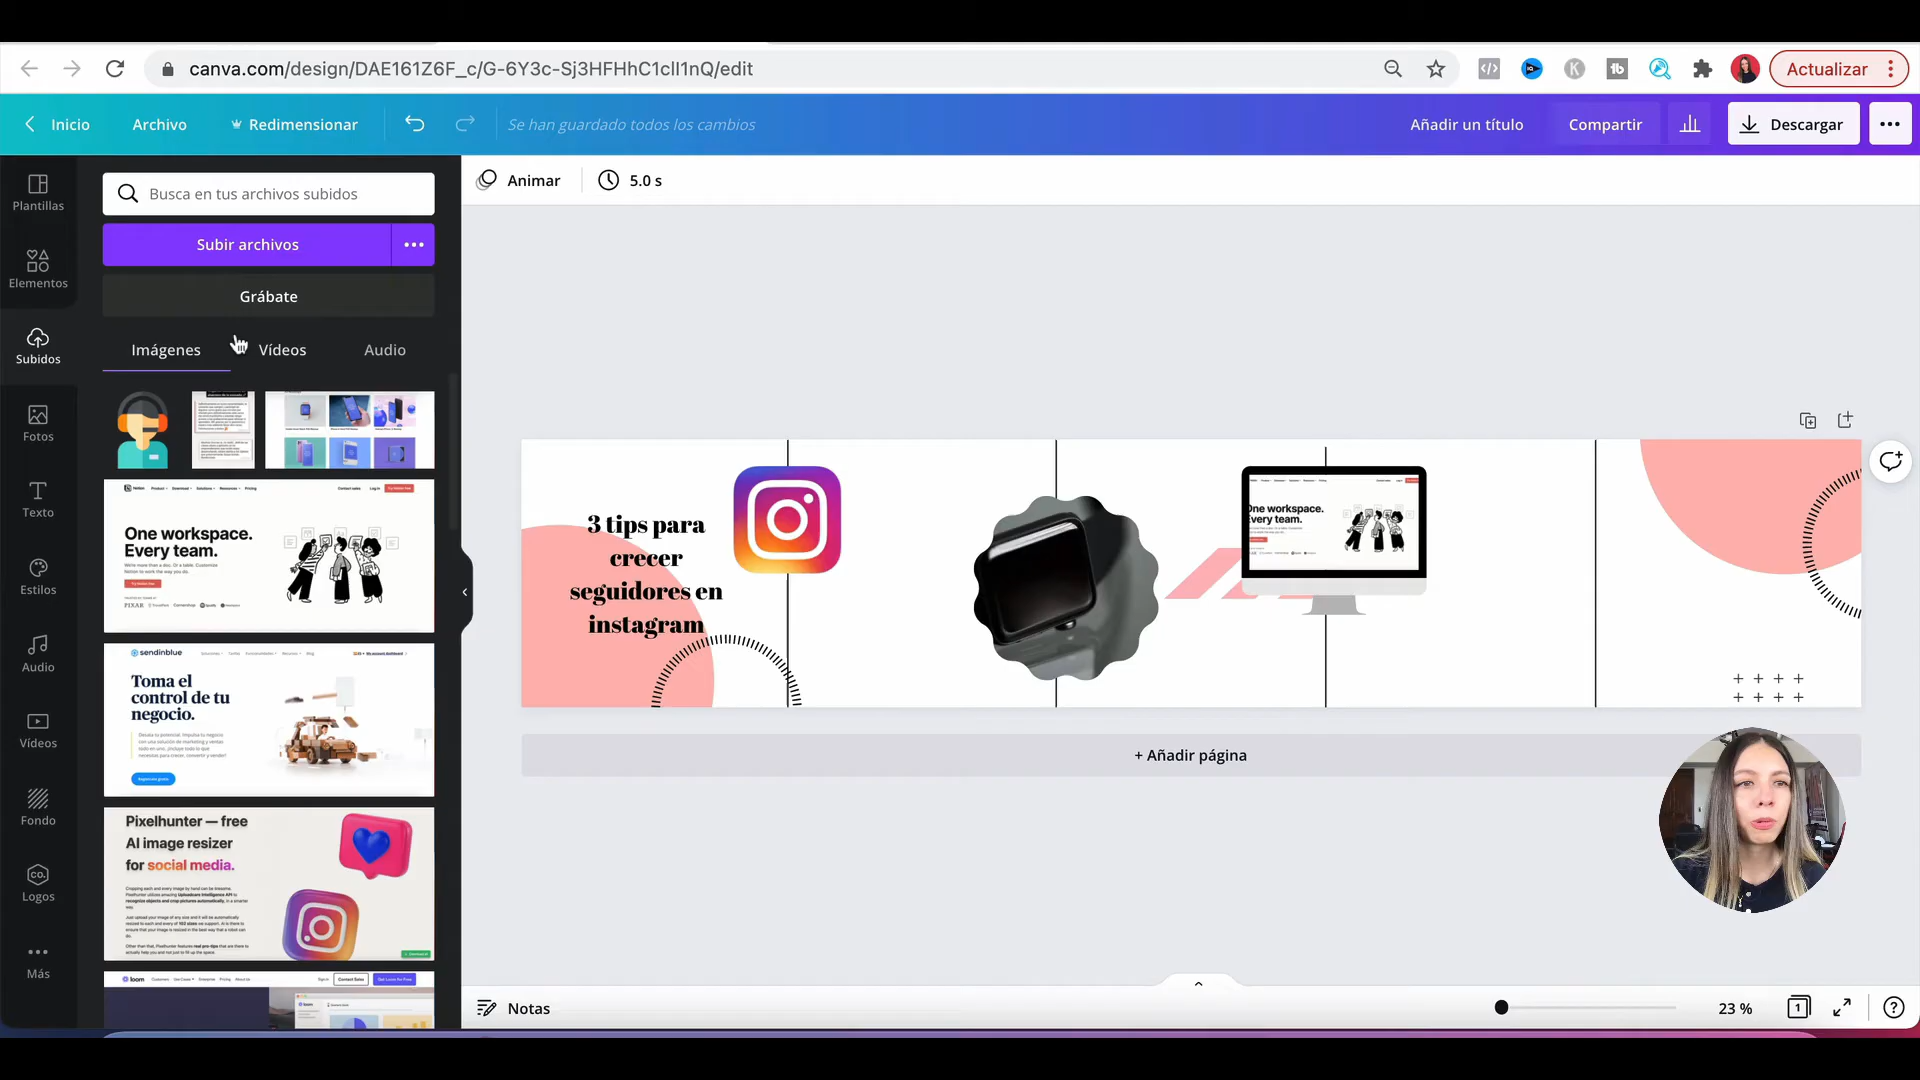 canva.com/design/DAE161Z6F_c/G-6Y3c-Sj3HFHhC1clI1nQ/edit
Actualizar
Inicio
Archivo
Redimensionar
Se han guardado todos los cambios
Añadir un título
Compartir
Descargar
Plantillas
Elementos
Subidos
Fotos
Texto
Estilos
Audio
Vídeos
Fondo
Logos
Más
Busca en tus archivos subidos
Subir archivos
Grábate
Imágenes
Vídeos
Audio
One workspace.
Every team.
PIXAR
sendinblue
Toma el
control de tu
negocio.
Pixelhunter — free
AI image resizer
for social media.
loom
Animar
5.0 s
3 tips para
crecer
seguidores en
instagram
One workspace.
Every team.
+ Añadir página
Notas
23 %
1